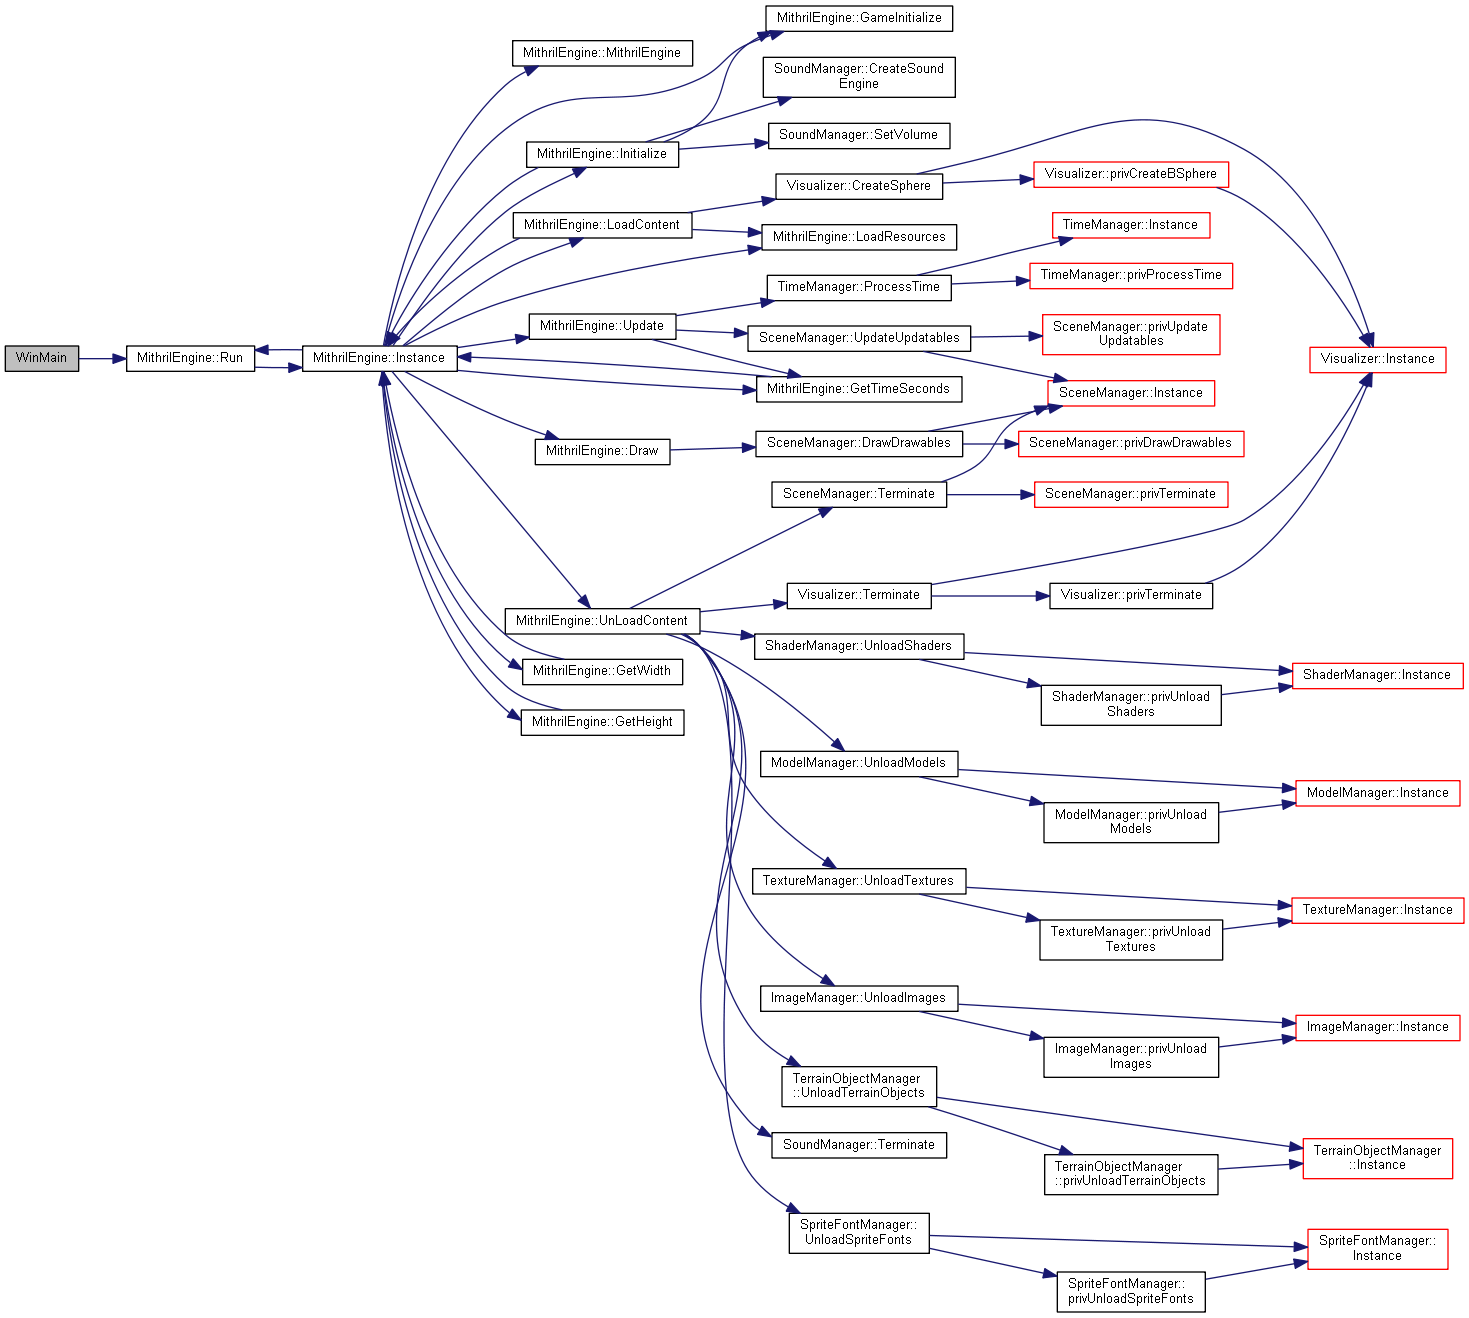 WinMain
MithrilEngine::Run
MithrilEngine::Instance
MithrilEngine::MithrilEngine
MithrilEngine::Initialize
MithrilEngine::LoadContent
MithrilEngine::Update
MithrilEngine::Draw
MithrilEngine::UnLoadContent
MithrilEngine::GetWidth
MithrilEngine::GetHeight
MithrilEngine::GameInitialize
SoundManager::CreateSound
Engine
SoundManager::SetVolume
Visualizer::CreateSphere
MithrilEngine::LoadResources
TimeManager::ProcessTime
SceneManager::UpdateUpdatables
MithrilEngine::GetTimeSeconds
SceneManager::DrawDrawables
SceneManager::Terminate
Visualizer::Terminate
ShaderManager::UnloadShaders
ModelManager::UnloadModels
TextureManager::UnloadTextures
ImageManager::UnloadImages
TerrainObjectManager
::UnloadTerrainObjects
SoundManager::Terminate
SpriteFontManager::
UnloadSpriteFonts
Visualizer::privCreateBSphere
TimeManager::Instance
TimeManager::privProcessTime
SceneManager::privUpdate
Updatables
SceneManager::Instance
SceneManager::privDrawDrawables
SceneManager::privTerminate
Visualizer::privTerminate
ShaderManager::privUnload
Shaders
ModelManager::privUnload
Models
TextureManager::privUnload
Textures
ImageManager::privUnload
Images
TerrainObjectManager
::privUnloadTerrainObjects
SpriteFontManager::
privUnloadSpriteFonts
Visualizer::Instance
ShaderManager::Instance
ModelManager::Instance
TextureManager::Instance
ImageManager::Instance
TerrainObjectManager
::Instance
SpriteFontManager::
Instance